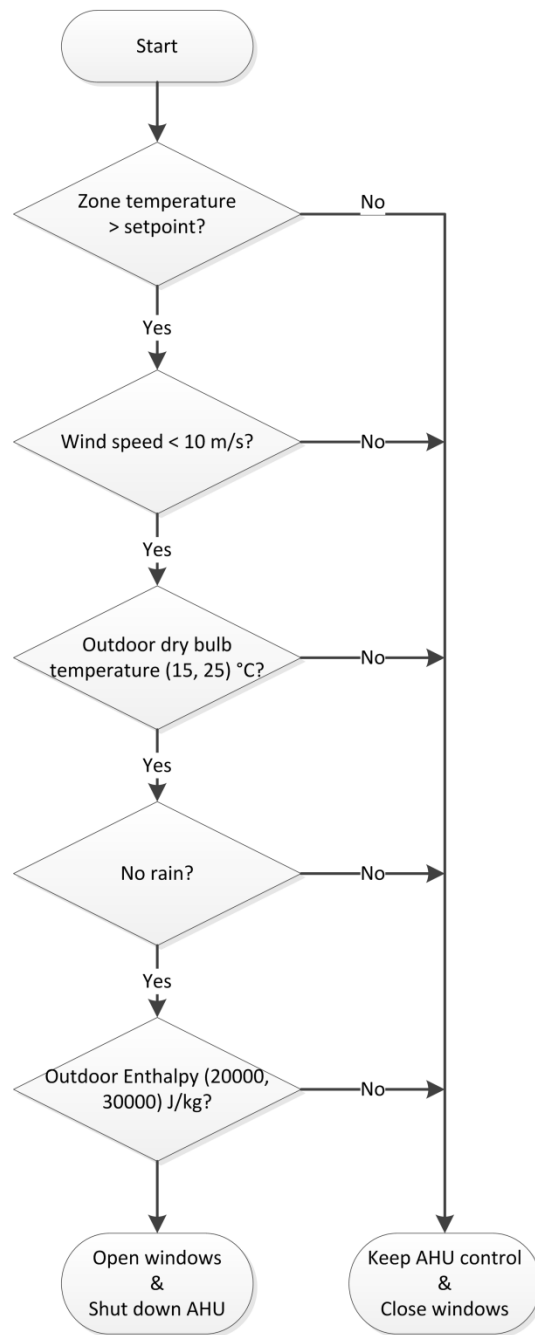 Start
Zone temperature
> setpoint?
No
Yes
Wind speed < 10 m/s?
No
Yes
Outdoor dry bulb
temperature (15, 25) °C?
No
Yes
No rain?
No
Yes
Outdoor Enthalpy (20000,
30000) J/kg?
No
Open windows
&
Shut down AHU
Keep AHU control
&
Close windows